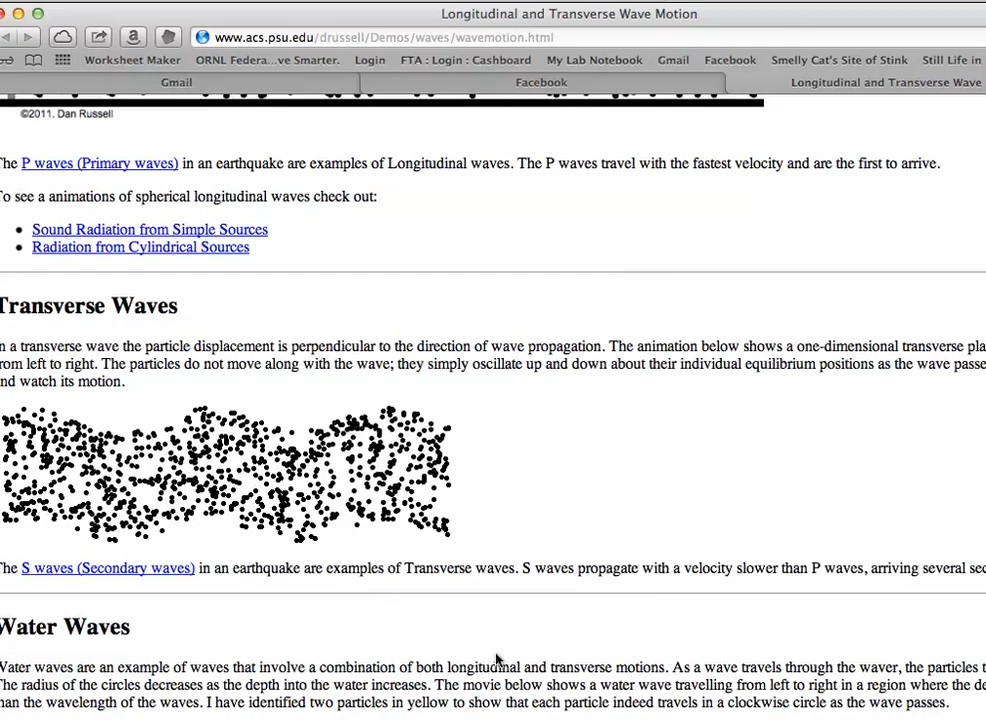 Longitudinal and Transverse Wave Motion
www.acs.psu.edu/drussell/Demos/waves/wavemotion.html
Worksheet Maker ORNL Federa...ve Smarter. Login FTA : Login : Cashboard My Lab Notebook Gmail Facebook Smelly Cat's Site of Stink Still Life in
Gmail Facebook Longitudinal and Transverse Wave
©2011. Dan Russell
The P waves (Primary waves) in an earthquake are examples of Longitudinal waves. The P waves travel with the fastest velocity and are the first to arrive.
To see a animations of spherical longitudinal waves check out:
• Sound Radiation from Simple Sources
• Radiation from Cylindrical Sources
Transverse Waves
In a transverse wave the particle displacement is perpendicular to the direction of wave propagation. The animation below shows a one-dimensional transverse pla
from left to right. The particles do not move along with the wave; they simply oscillate up and down about their individual equilibrium positions as the wave passe
and watch its motion.
The S waves (Secondary waves) in an earthquake are examples of Transverse waves. S waves propagate with a velocity slower than P waves, arriving several sec
Water Waves
Water waves are an example of waves that involve a combination of both longitudinal and transverse motions. As a wave travels through the waver, the particles t
The radius of the circles decreases as the depth into the water increases. The movie below shows a water wave travelling from left to right in a region where the de
than the wavelength of the waves. I have identified two particles in yellow to show that each particle indeed travels in a clockwise circle as the wave passes.